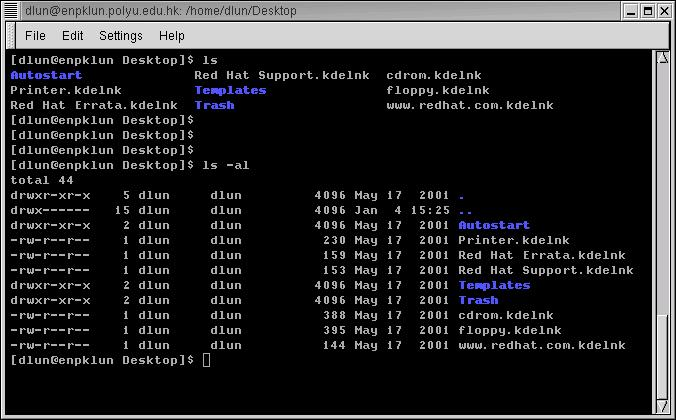 dlun@enpklun.polyu.edu.hk: /home/dlun/Desktop
File Edit Settings Help
[dlun@enpklun Desktop]$ ls
Autostart Red Hat Support.kdelnk cdrom.kdelnk
Printer.kdelnk Templates floppy.kdelnk
Red Hat Errata.kdelnk Trash www.redhat.com.kdelnk
[dlun@enpklun Desktop]$
[dlun@enpklun Desktop]$
[dlun@enpklun Desktop]$
[dlun@enpklun Desktop]$ ls -al
total 44
drwxr-xr-x 5 dlun dlun 4096 May 17 2001 .
drwx------ 15 dlun dlun 4096 Jan 4 15:25 ..
drwxr-xr-x 2 dlun dlun 4096 May 17 2001 Autostart
-rw-r--r-- 1 dlun dlun 230 May 17 2001 Printer.kdelnk
-rw-r--r-- 1 dlun dlun 159 May 17 2001 Red Hat Errata.kdelnk
-rw-r--r-- 1 dlun dlun 153 May 17 2001 Red Hat Support.kdelnk
drwxr-xr-x 2 dlun dlun 4096 May 17 2001 Templates
drwxr-xr-x 2 dlun dlun 4096 May 17 2001 Trash
-rw-r--r-- 1 dlun dlun 388 May 17 2001 cdrom.kdelnk
-rw-r--r-- 1 dlun dlun 395 May 17 2001 floppy.kdelnk
-rw-r--r-- 1 dlun dlun 144 May 17 2001 www.redhat.com.kdelnk
[dlun@enpklun Desktop]$